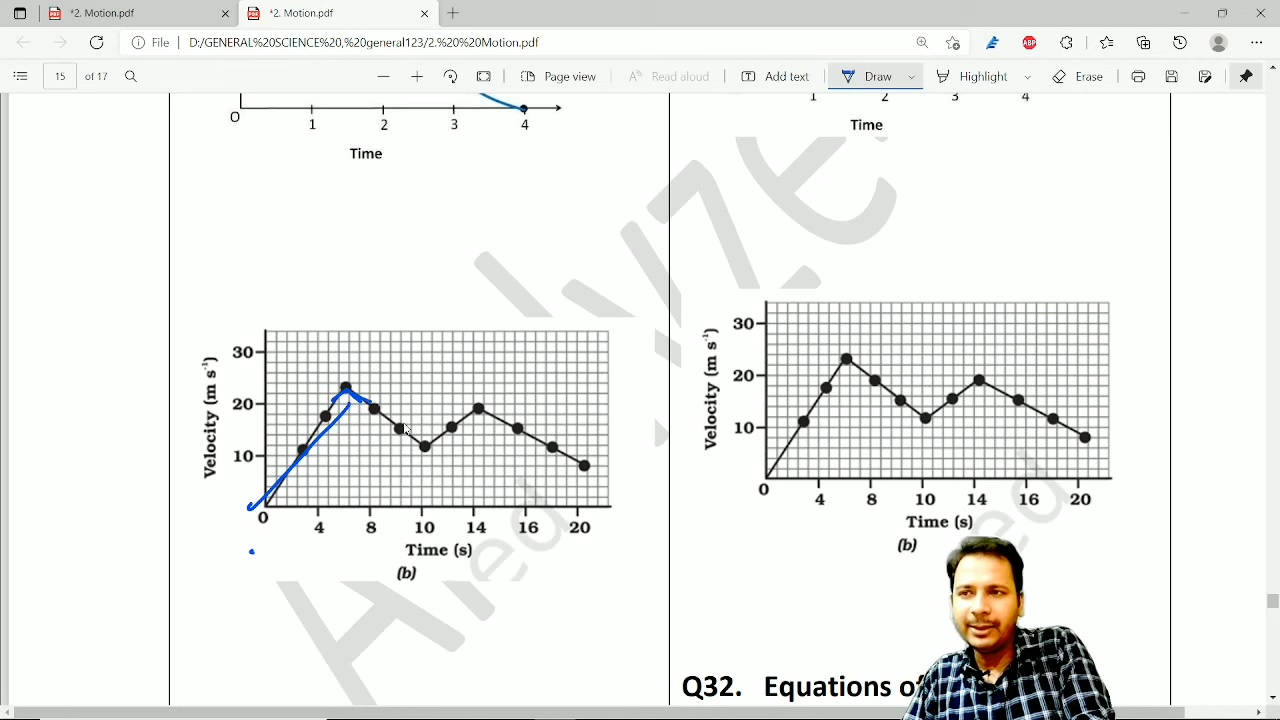 *2. Motion.pdf
*2. Motion.pdf
File
D:/GENERAL%20SCIENCE%20,%20general123/2.%20%20Motion.pdf
ABP
15 of 17
Page view
Read aloud
Add text
Draw
Highlight
Erase
O
1 2 3 4
Time
1 2 3 4
Time
Velocity (m s-1)
30
20
10
0
4 8 10 14 16 20
Time (s)
(b)
Velocity (m s-1)
30
20
10
0
4 8 10 14 16 20
Time (s)
(b)
Q32. Equations of